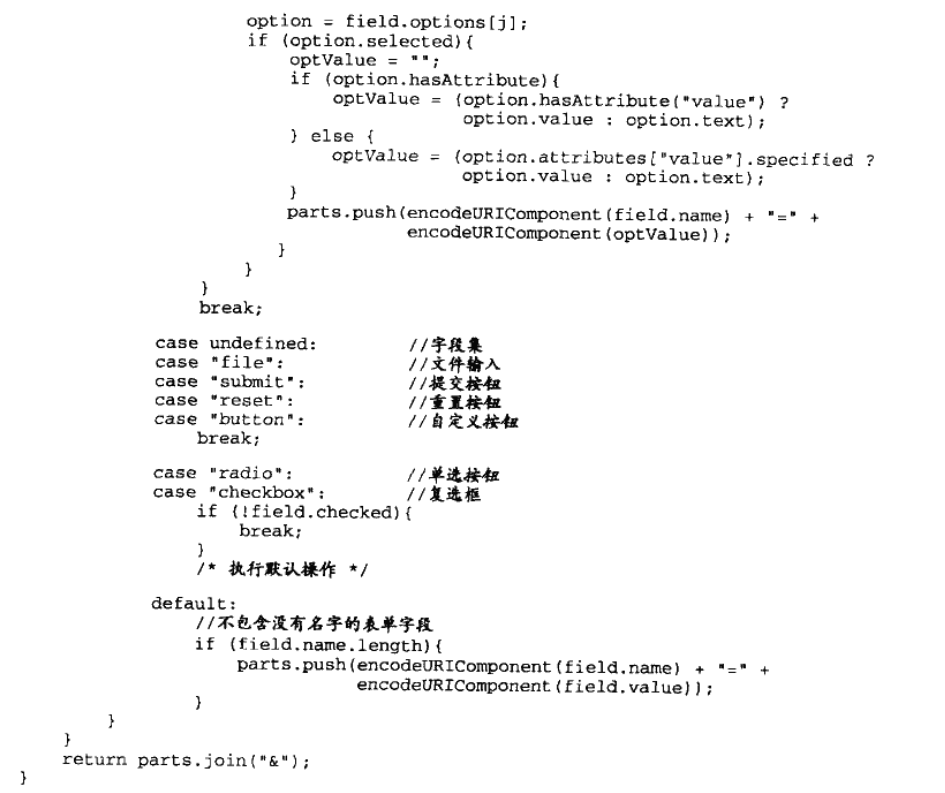 option = field.options[j];
if (option.selected){
optValue = "";
if (option.hasAttribute){
optValue = (option.hasAttribute("value") ?
option.value : option.text);
} else {
optValue = (option.attributes["value"].specified ?
option.value : option.text);
}
parts.push(encodeURIComponent(field.name) + "=" +
encodeURIComponent(optValue));
}
}
}
break;
case undefined: //字段集
case "file": //文件输入
case "submit": //提交按钮
case "reset": //重置按钮
case "button": //自定义按钮
break;
case "radio": //单选按钮
case "checkbox": //复选框
if (!field.checked){
break;
}
/* 执行默认操作 */
default:
//不包含没有名字的表单字段
if (field.name.length){
parts.push(encodeURIComponent(field.name) + "=" +
encodeURIComponent(field.value));
}
}
}
return parts.join("&");
}